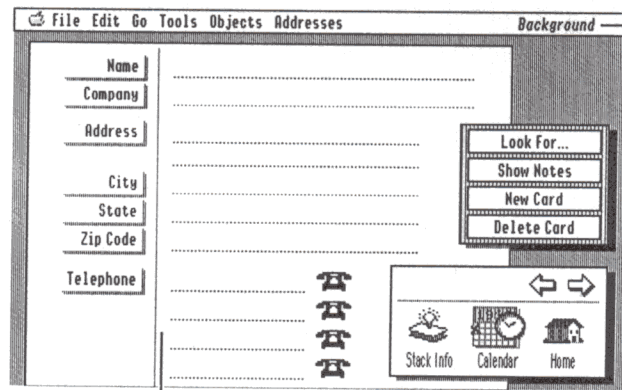 File Edit Go Tools Objects Addresses Background
Name
Company
Address
City
State
Zip Code
Telephone
Look For...
Show Notes
New Card
Delete Card
Stack Info Calendar Home